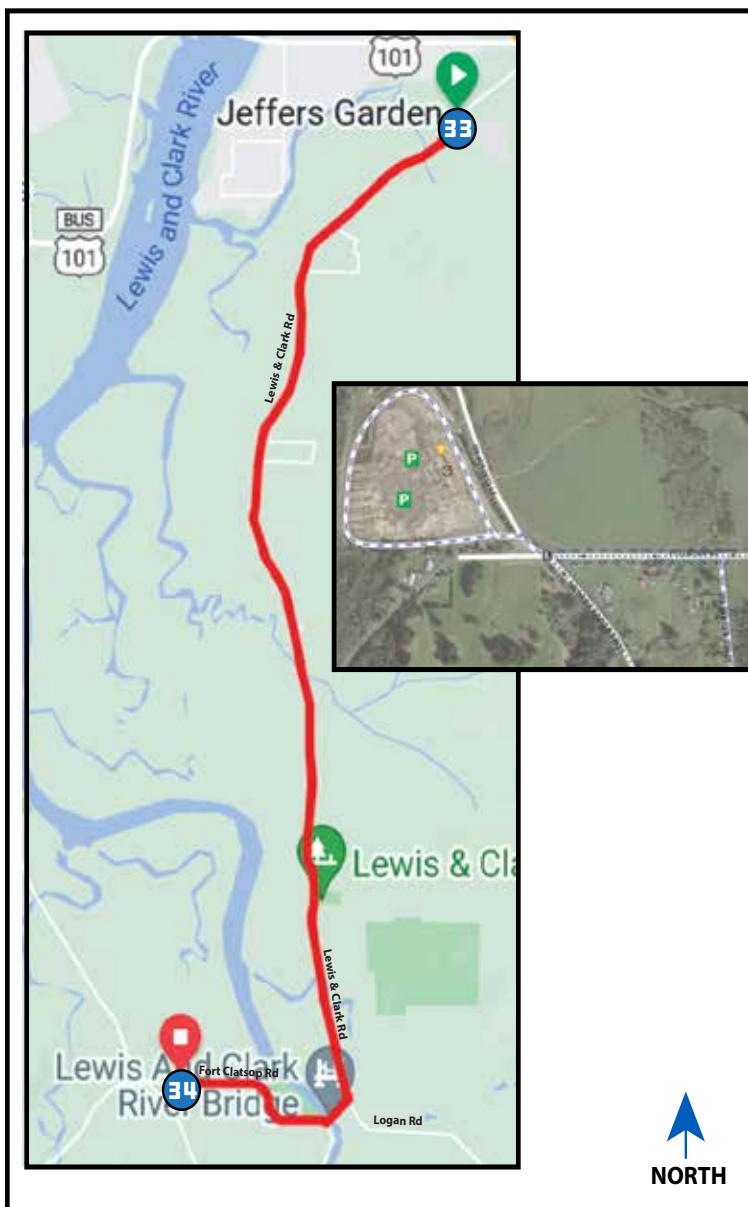 101
Jeffers Garden
33
Lewis and Clark River
BUS
101
Lewis & Clark Rd
P
P
Lewis & Cla
Lewis & Clark Rd
Lewis And Clark
River Bridge
Fort Clatsop Rd
34
Logan Rd
NORTH